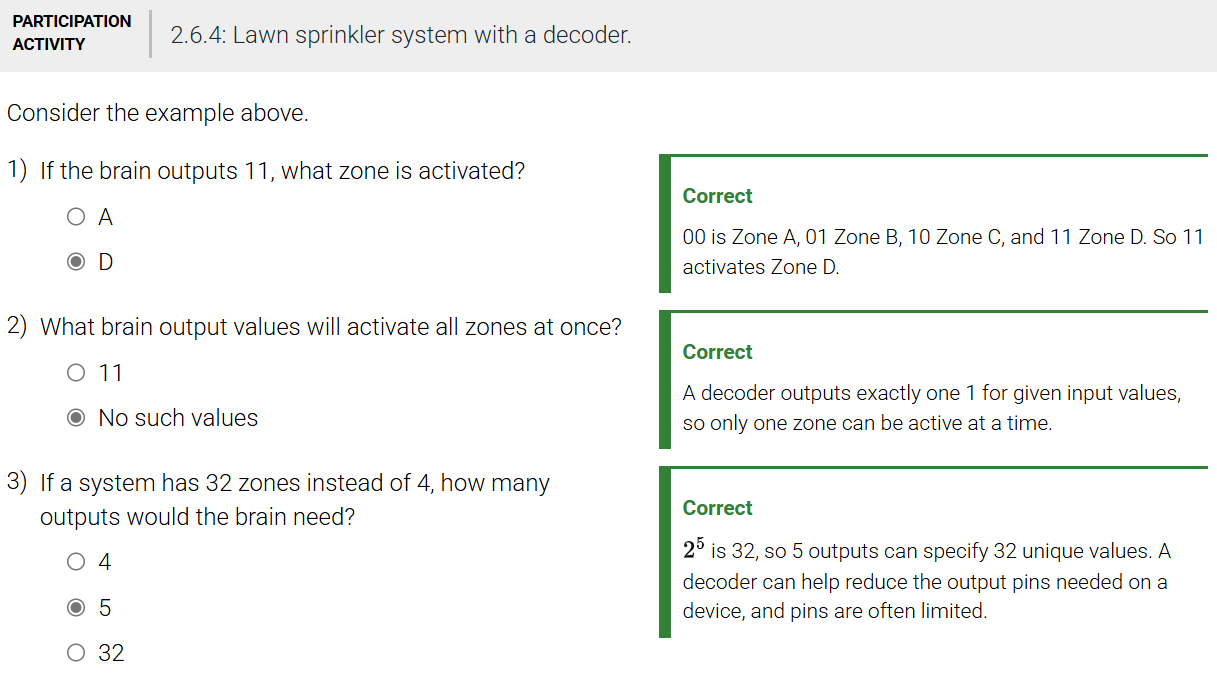 PARTICIPATION
ACTIVITY
2.6.4: Lawn sprinkler system with a decoder.
Consider the example above.
1) If the brain outputs 11, what zone is activated?
A
D
Correct
00 is Zone A, 01 Zone B, 10 Zone C, and 11 Zone D. So 11
activates Zone D.
2) What brain output values will activate all zones at once?
11
No such values
Correct
A decoder outputs exactly one 1 for given input values,
so only one zone can be active at a time.
3) If a system has 32 zones instead of 4, how many
outputs would the brain need?
4
5
32
Correct
2⁵ is 32, so 5 outputs can specify 32 unique values. A
decoder can help reduce the output pins needed on a
device, and pins are often limited.